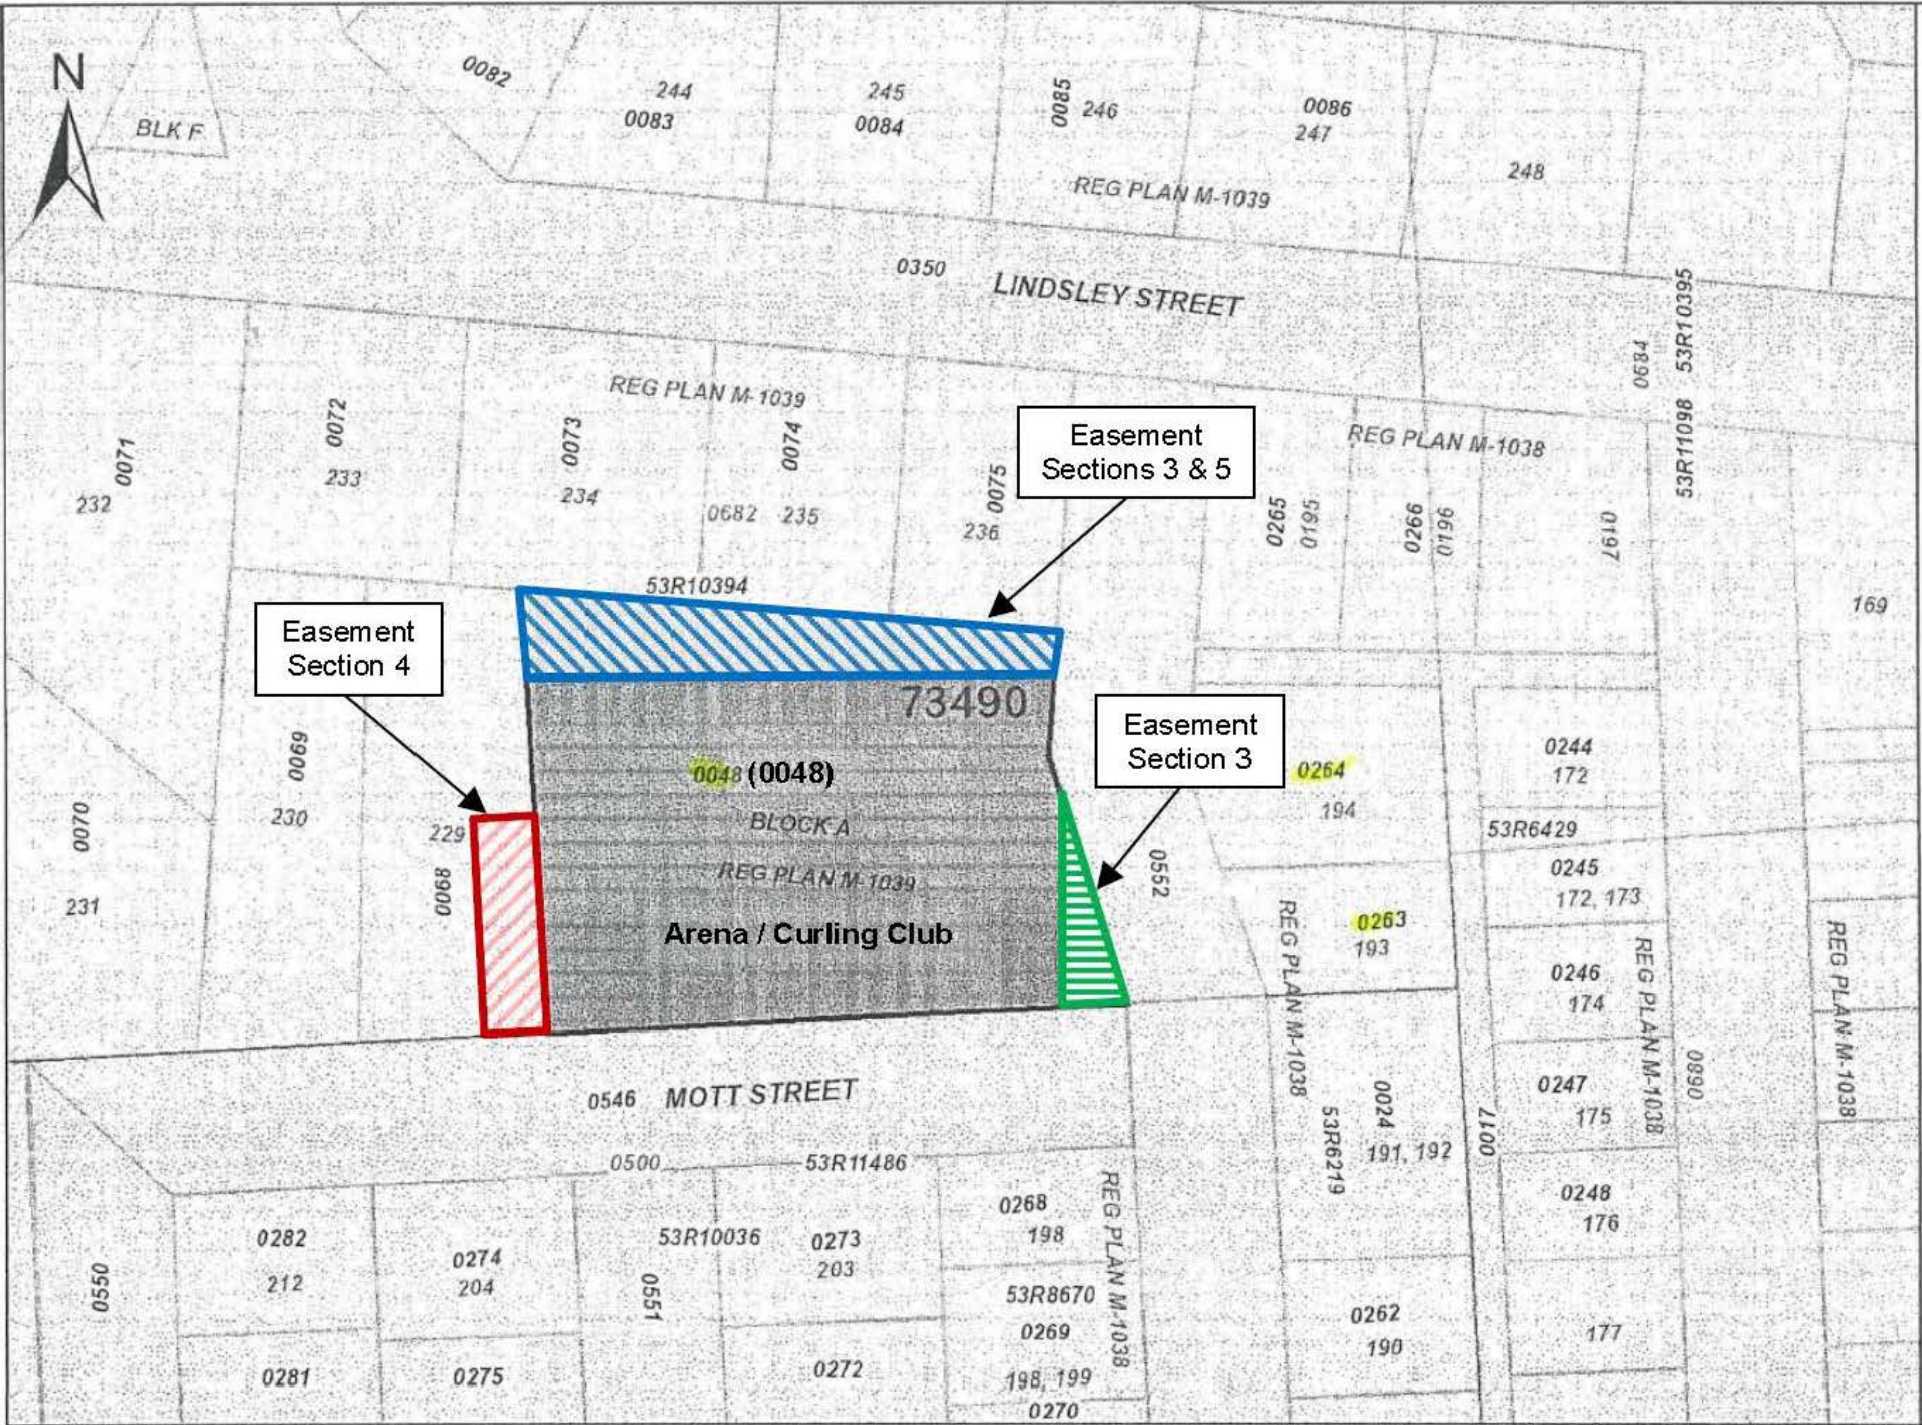 N
BLK F
0082
244
0083
245
0084
0085
246
0086
247
248
REG PLAN M-1039
0350
LINDSLEY STREET
53R10395
0684
53R11098
REG PLAN M-1039
REG PLAN M-1038
0071
232
0072
233
0073
234
0074
0682 235
0075
236
Easement
Sections 3 & 5
0265
0195
0266
0196
0197
169
53R10394
Easement
Section 4
73490
0048
(0048)
BLOCK A
REG PLAN M-1039
Arena / Curling Club
Easement
Section 3
0069
230
0070
231
229
0068
0552
0264
194
0263
193
REG PLAN M-1038
0244
172
53R6429
0245
172, 173
0246
174
REG PLAN M-1038
REG PLAN M-1038
0247
175
0680
0546 MOTT STREET
0500
53R11486
0024
191, 192
53R6219
0017
0248
176
0550
0282
212
0274
204
0551
53R10036
0273
203
0268
198
REG PLAN M-1038
53R8670
0269
198, 199
0270
0262
190
177
0281
0275
0272